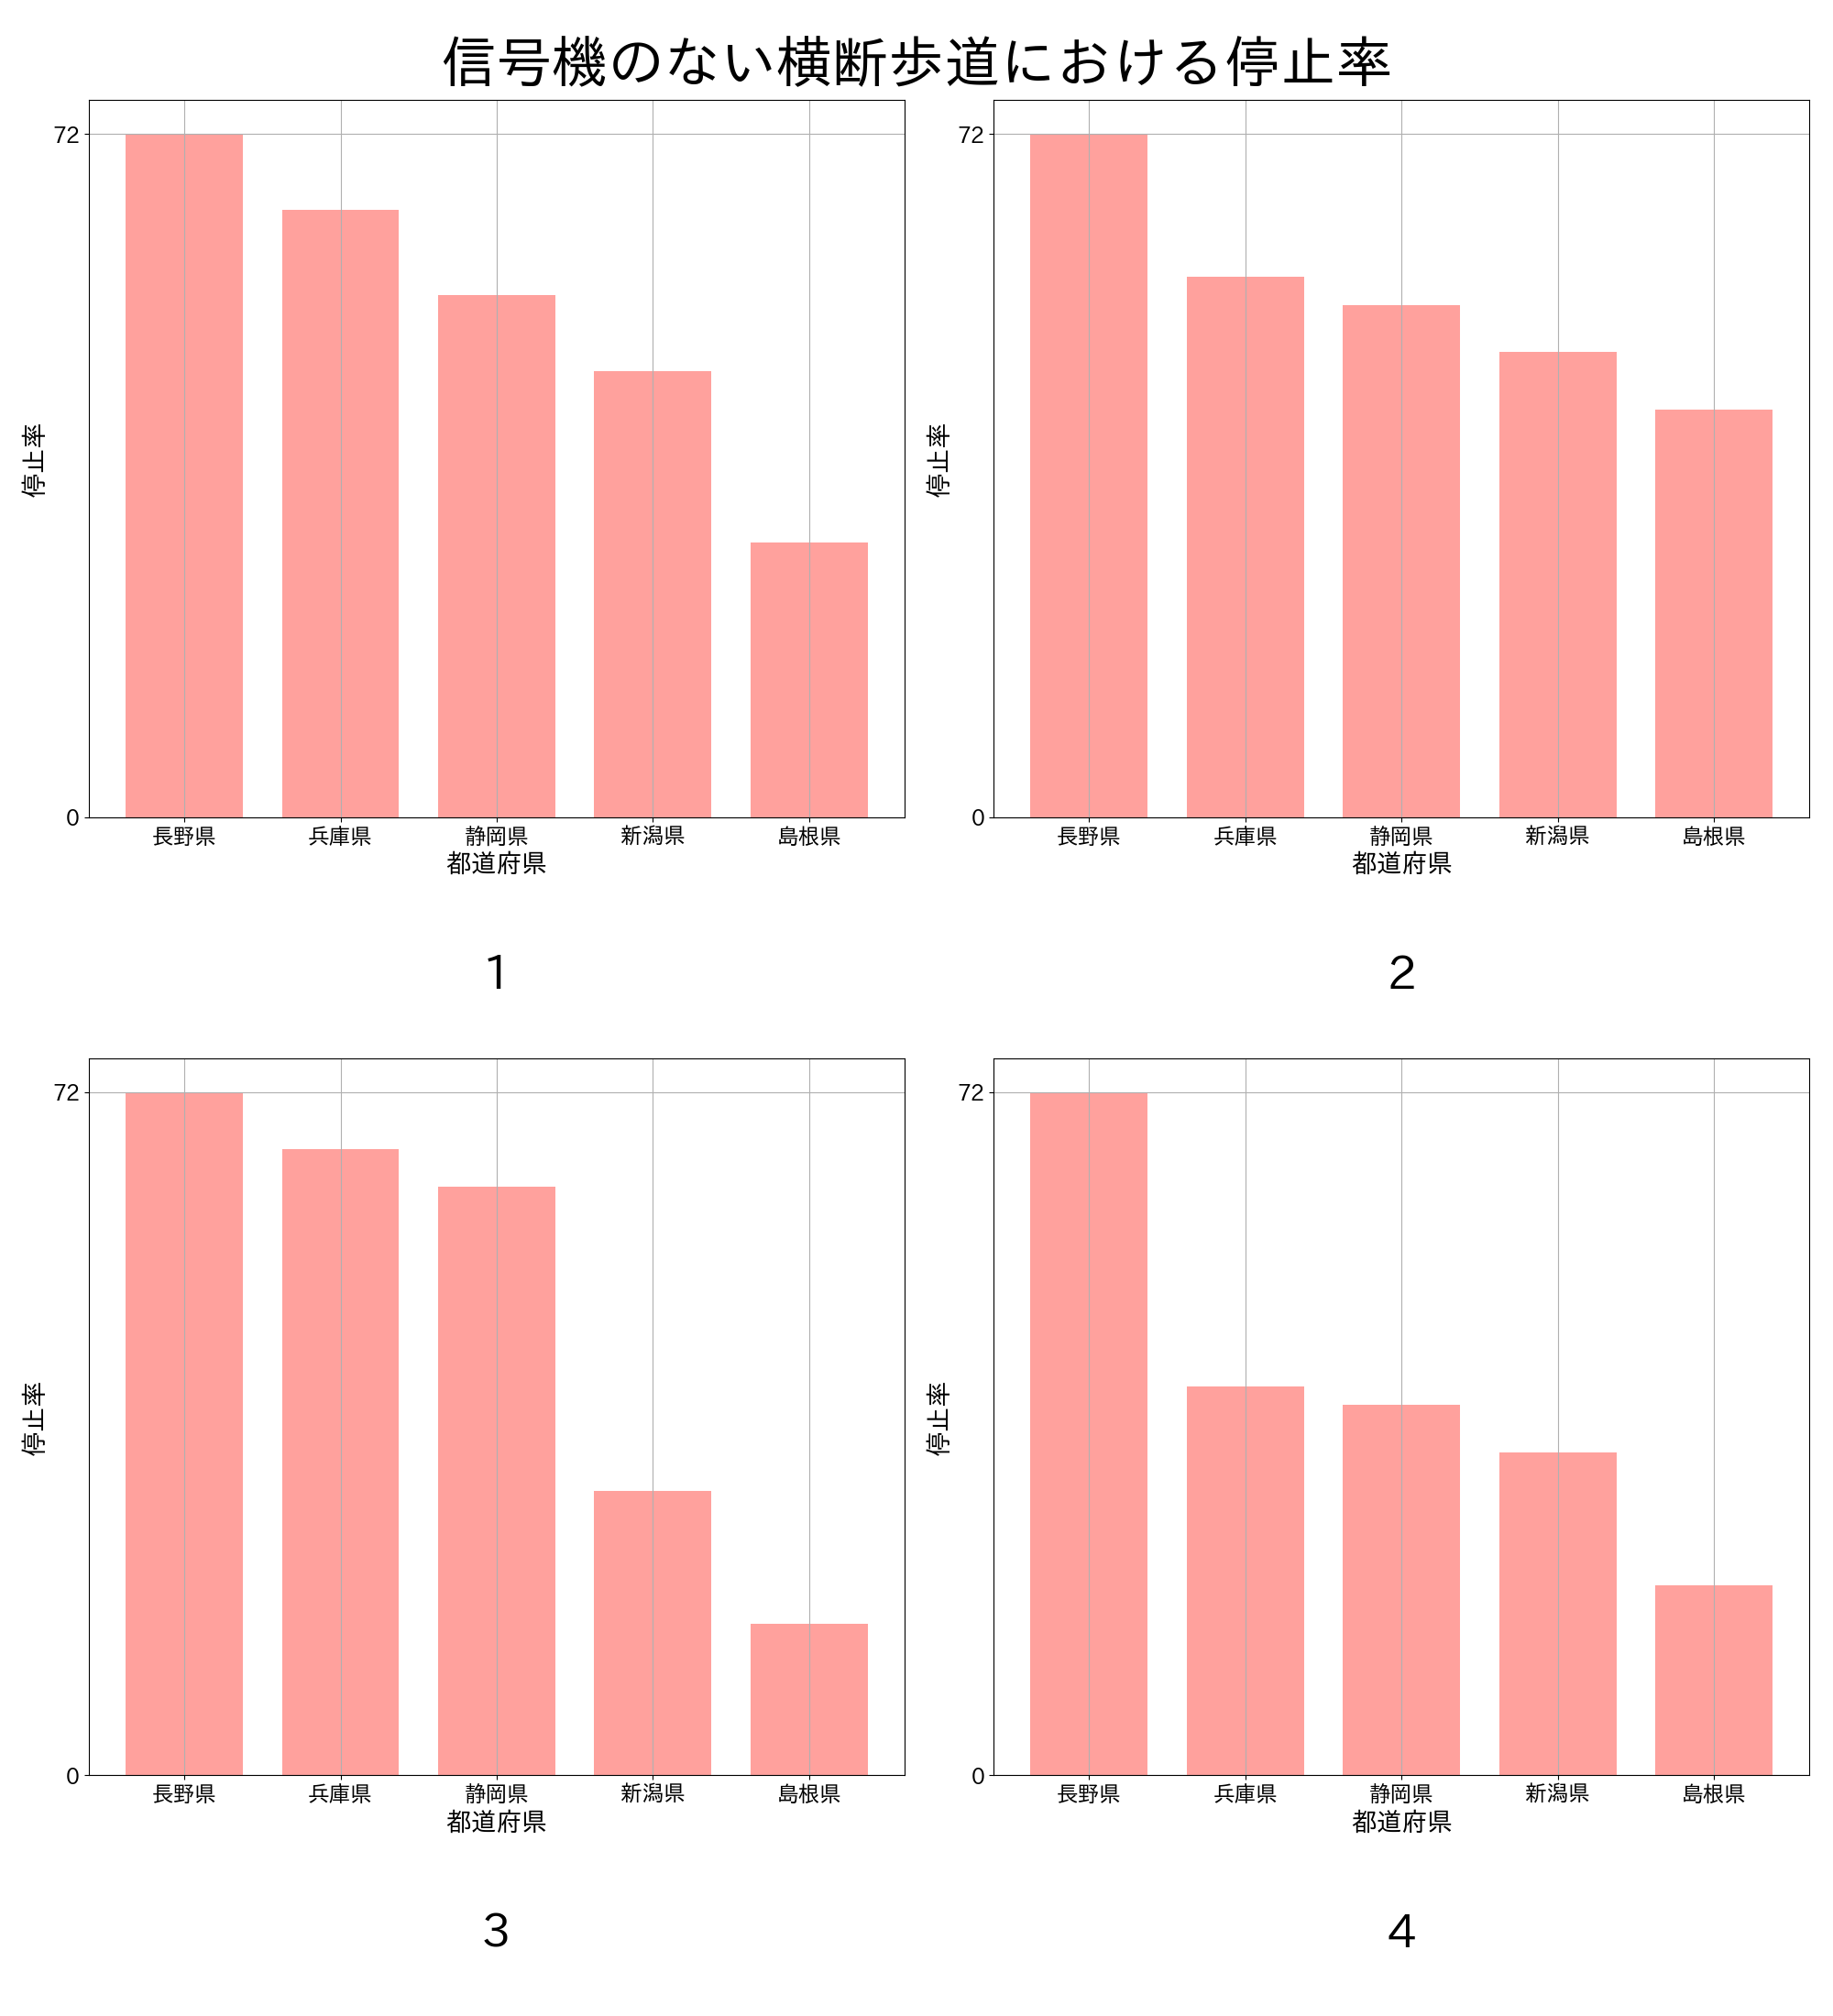 信号機のない横断歩道における停止率
72
停止率
0
長野県 兵庫県 静岡県 新潟県 島根県
都道府県
1
72
停止率
0
長野県 兵庫県 静岡県 新潟県 島根県
都道府県
2
72
停止率
0
長野県 兵庫県 静岡県 新潟県 島根県
都道府県
3
72
停止率
0
長野県 兵庫県 静岡県 新潟県 島根県
都道府県
4